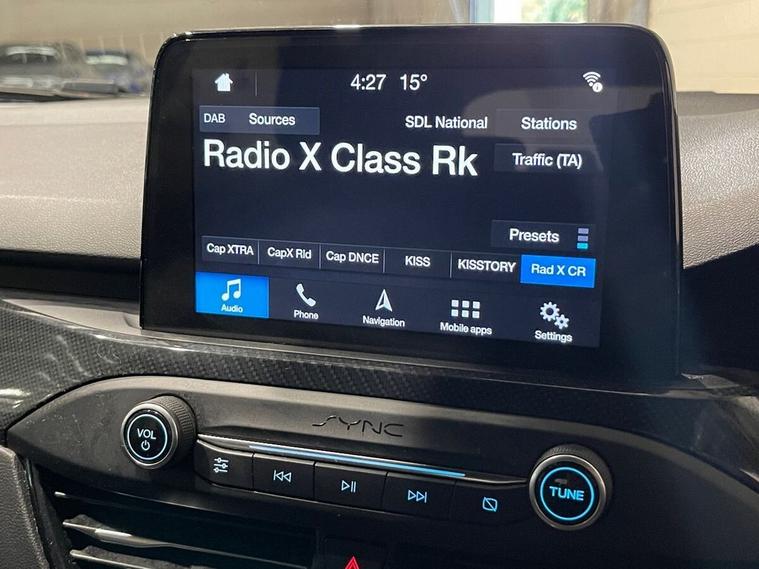 4:27 15°
DAB Sources SDL National Stations
Radio X Class Rk
Traffic (TA)
Presets
Cap XTRA CapX Rld Cap DNCE KISS KISSTORY Rad X CR
Audio Phone Navigation Mobile apps Settings
SYNC
VOL
TUNE